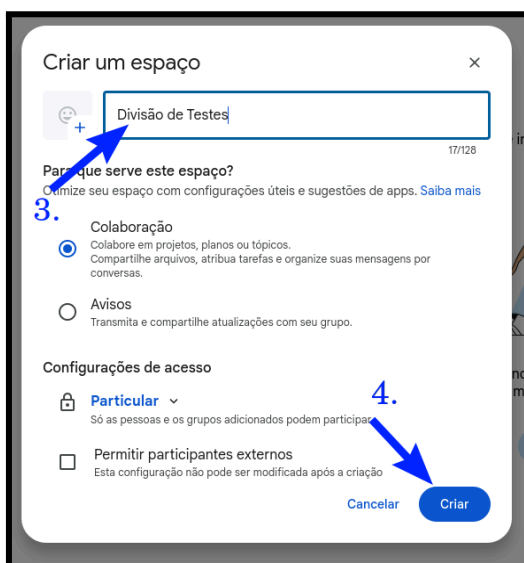 Criar um espaço
Divisão de Testes
17/128
Para que serve este espaço?
Otimize seu espaço com configurações úteis e sugestões de apps. Saiba mais
3.
Colaboração
Colabore em projetos, planos ou tópicos.
Compartilhe arquivos, atribua tarefas e organize suas mensagens por
conversas.
Avisos
Transmita e compartilhe atualizações com seu grupo.
Configurações de acesso
4.
Particular
Só as pessoas e os grupos adicionados podem participar
Permitir participantes externos
Esta configuração não pode ser modificada após a criação
Cancelar
Criar